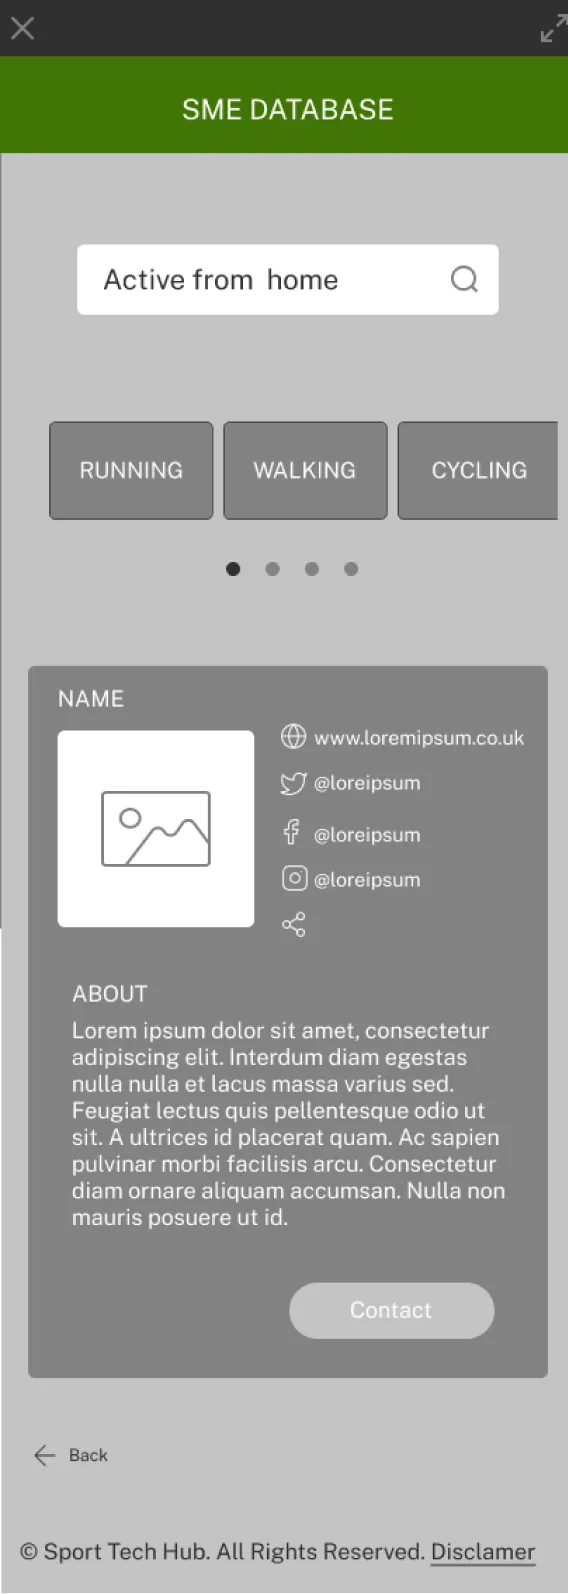 SME DATABASE
Active from  home
RUNNING
WALKING
CYCLING
NAME
www.loremipsum.co.uk
@loreipsum
@loreipsum
@loreipsum
ABOUT
Lorem ipsum dolor sit amet, consectetur
adipiscing elit. Interdum diam egestas
nulla nulla et lacus massa varius sed.
Feugiat lectus quis pellentesque odio ut
sit. A ultrices id placerat quam. Ac sapien
pulvinar morbi facilisis arcu. Consectetur
diam ornare aliquam accumsan. Nulla non
mauris posuere ut id.
Contact
Back
© Sport Tech Hub. All Rights Reserved. Disclamer